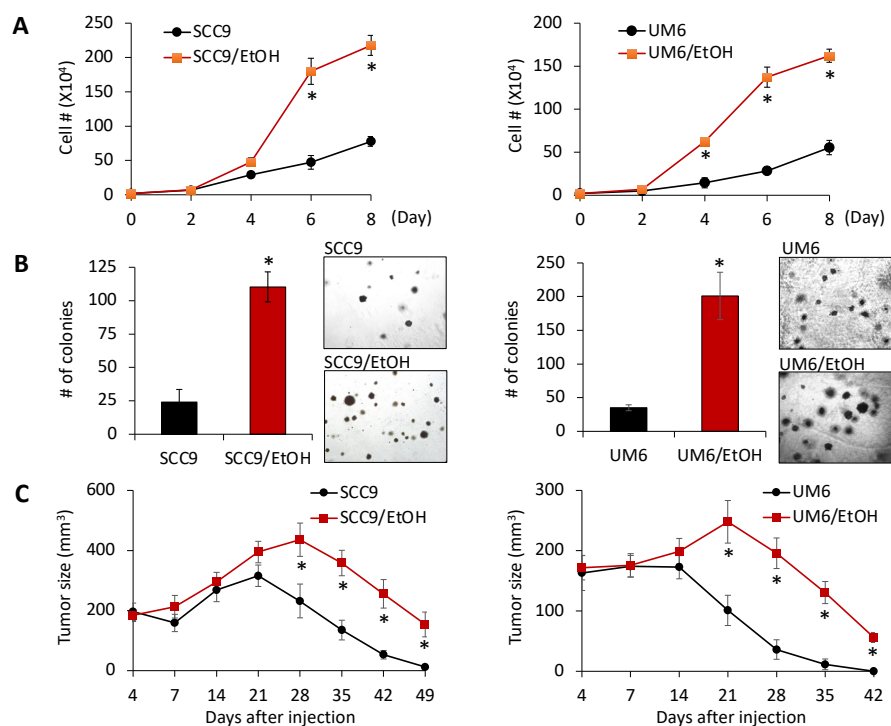 A
SCC9
SCC9/EtOH
Cell # (X10⁴)
250
200
150
100
50
0
*
*
0 2 4 6 8 (Day)
UM6
UM6/EtOH
Cell # (X10⁴)
200
150
100
50
0
*
*
*
0 2 4 6 8 (Day)
B
# of colonies
125
100
75
50
25
0
*
SCC9 SCC9/EtOH
SCC9
SCC9/EtOH
# of colonies
250
200
150
100
50
0
*
UM6 UM6/EtOH
UM6
UM6/EtOH
C
SCC9
SCC9/EtOH
Tumor size (mm³)
600
400
200
0
*
*
*
*
4 7 14 21 28 35 42 49
Days after injection
UM6
UM6/EtOH
Tumor size (mm³)
300
200
100
0
*
*
*
*
4 7 14 21 28 35 42
Days after injection